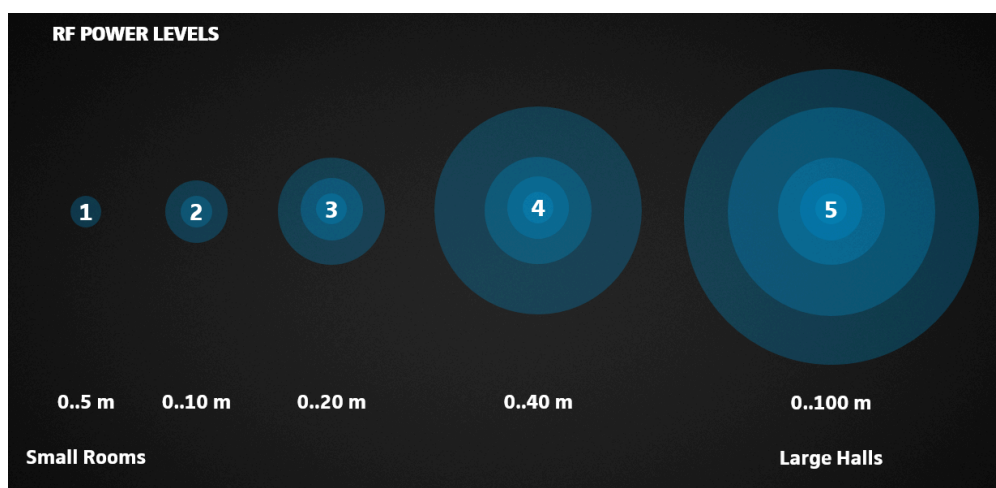 RF POWER LEVELS
1 2 3 4 5
0..5 m 0..10 m 0..20 m 0..40 m 0..100 m
Small Rooms Large Halls